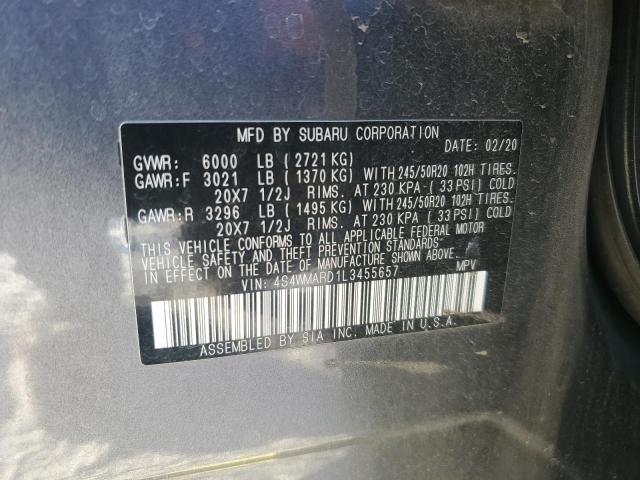 MFD BY SUBARU CORPORATION
DATE: 02/20
GVWR: 6000 LB ( 2721 KG)
GAWR:F 3021 LB ( 1370 KG) WITH 245/50R20 102H TIRES.
20X7 1/2J RIMS. AT 230 KPA - ( 33 PSI) COLD
GAWR:R 3296 LB ( 1495 KG) WITH 245/50R20 102H TIRES.
20X7 1/2J RIMS. AT 230 KPA - ( 33 PSI) COLD
THIS VEHICLE CONFORMS TO ALL APPLICABLE FEDERAL MOTOR
VEHICLE SAFETY AND THEFT PREVENTION STANDARDS
IN EFFECT ON THE DATE OF MANUFACTURE SHOWN ABOVE.
VIN: 4S4WMARD1L3455657 MPV
ASSEMBLED BY SIA INC. MADE IN U.S.A.